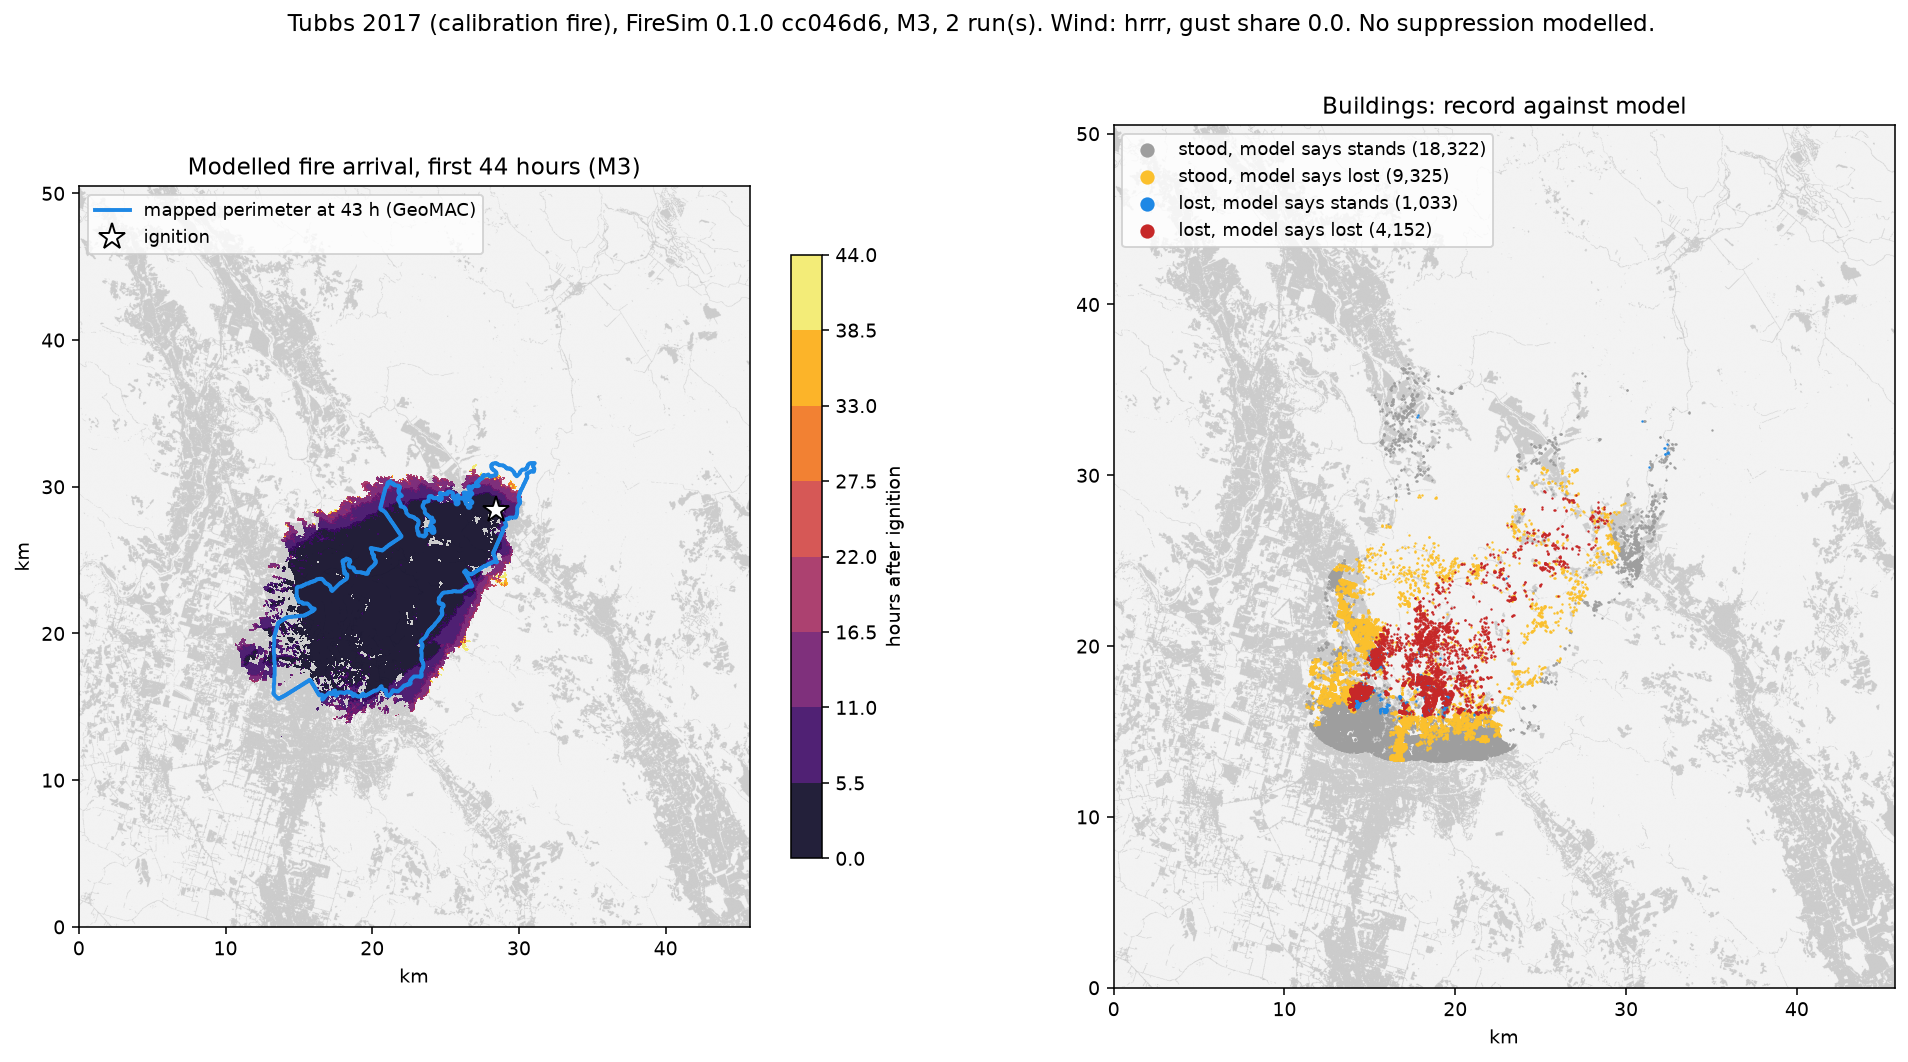 Tubbs 2017 (calibration fire), FireSim 0.1.0 cc046d6, M3, 2 run(s). Wind: hrrr, gust share 0.0. No suppression modelled.
Modelled fire arrival, first 44 hours (M3)
mapped perimeter at 43 h (GeoMAC)
ignition
50
40
30
20
10
0
km
0
10
20
30
40
km
44.0
38.5
33.0
27.5
22.0
16.5
11.0
5.5
0.0
hours after ignition
Buildings: record against model
stood, model says stands (18,322)
stood, model says lost (9,325)
lost, model says stands (1,033)
lost, model says lost (4,152)
50
40
30
20
10
0
0
10
20
30
40
km